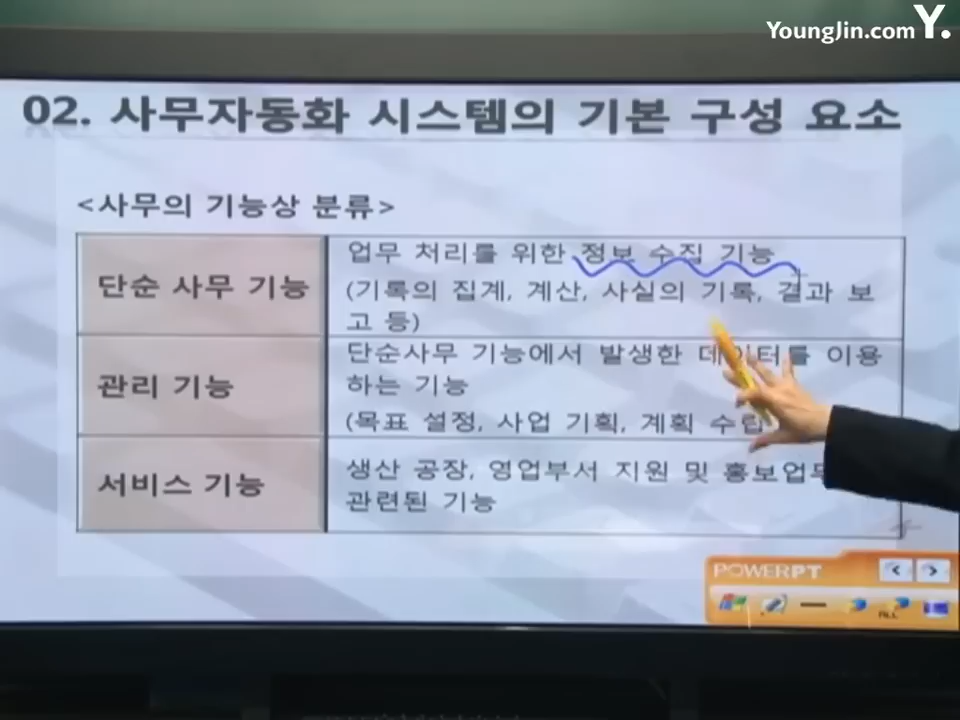 YoungJin.com Y.
02. 사무자동화 시스템의 기본 구성 요소
<사무의 기능상 분류>
단순 사무 기능
업무 처리를 위한 정보 수집 기능
(기록의 집계, 계산, 사실의 기록, 결과 보
고 등)
관리 기능
단순사무 기능에서 발생한 데이터를 이용
하는 기능
(목표 설정, 사업 기획, 계획 수립
서비스 기능
생산 공장, 영업부서 지원 및 홍보업무
관련된 기능
POWERPT
ALL